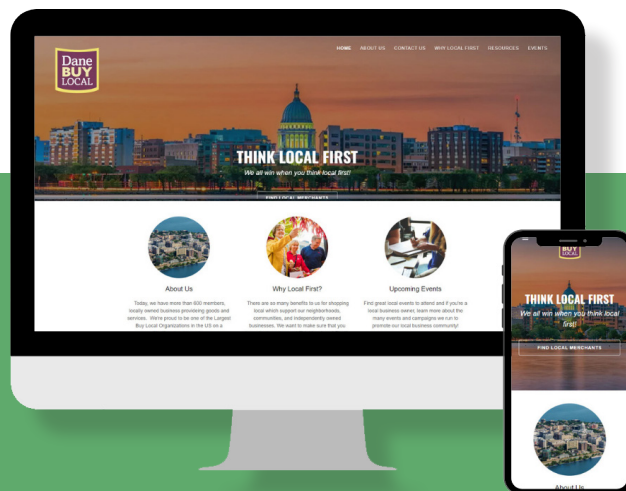 Dane
BUY
LOCAL
HOME ABOUT US CONTACT US WHY LOCAL FIRST RESOURCES EVENTS
THINK LOCAL FIRST
We all win when you think local first!
FIND LOCAL MERCHANTS
About Us
Today, we have more than 600 members,
locally owned business providering goods and
services. We're proud to be one of the Largest
Buy Local Organizations in the US on a
Why Local First?
There are so many benefits to us for shopping
local which support our neighborhoods,
communities, and independently owned
businesses. We want to make sure that you
Upcoming Events
Find great local events to attend and if you're a
local business owner, learn more about the
many events and campaigns we run to
promote our local business community!
BUY
LOCAL
THINK LOCAL FIRST
We all win when you think local
first!
FIND LOCAL MERCHANTS
About Us